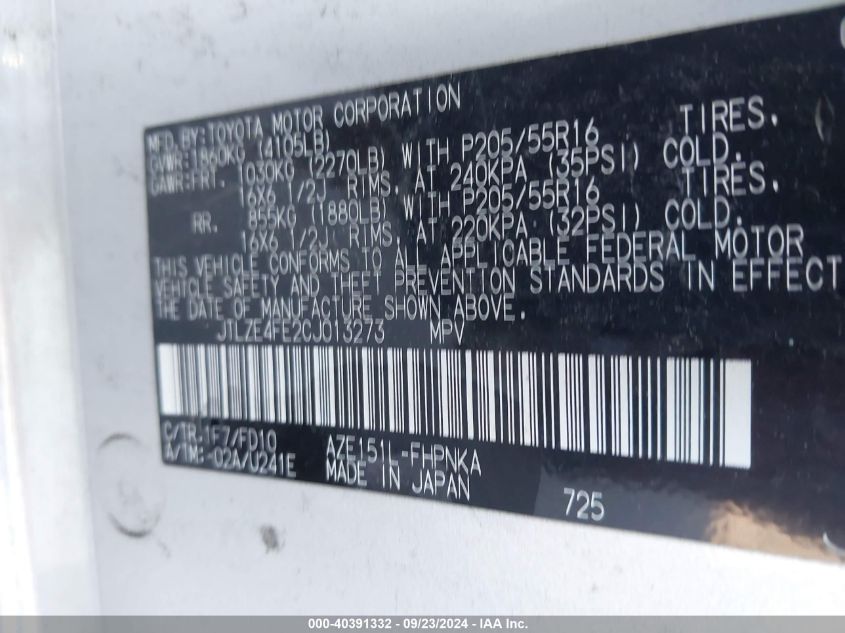 MFD.BY:TOYOTA MOTOR CORPORATION
GVWR:1860KG (4105LB)
GAWR:FRT. 1030KG (2270LB) WITH P205/55R16 TIRES.
16X6 1/2J RIMS. AT 240KPA (35PSI) COLD.
RR. 855KG (1880LB) WITH P205/55R16 TIRES.
16X6 1/2J RIMS. AT 220KPA (32PSI) COLD.
THIS VEHICLE CONFORMS TO ALL APPLICABLE FEDERAL MOTOR
VEHICLE SAFETY AND THEFT PREVENTION STANDARDS IN EFFECT
THE DATE OF MANUFACTURE SHOWN ABOVE.
JTLZE4FE2CJ013273 MPV
C/TR:1F7/FD10 AZE151L-FHPNKA
A/TM:-02A/U241E MADE IN JAPAN
725
000-40391332 - 09/23/2024 - IAA Inc.